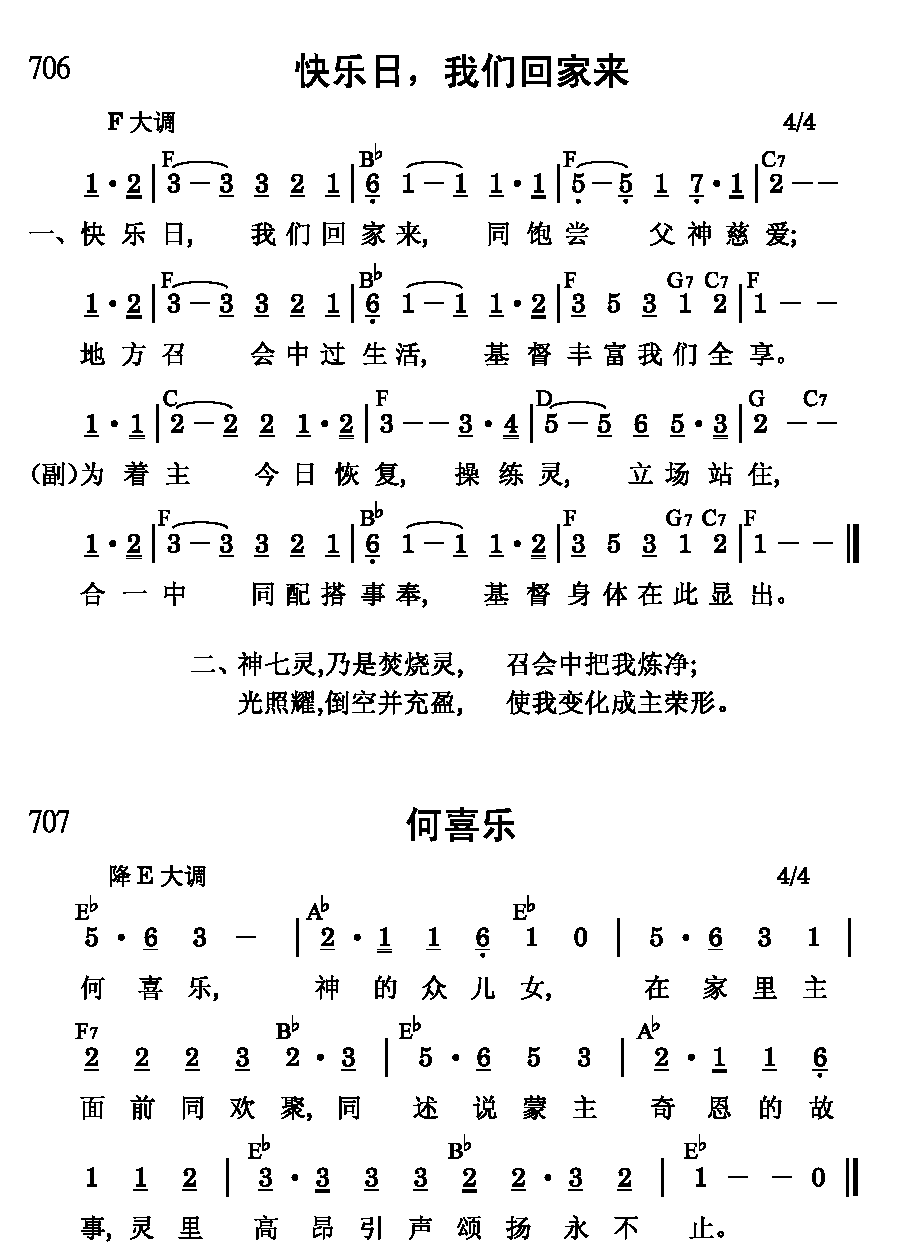 706 快乐日，我们回家来
F 大调 4/4
F B♭ F C7
1·2|3－3 3 2 1|6 1－1 1·1|5－5 1 7·1|2－－
一、快乐日, 我们回家来, 同饱尝 父神慈爱;
F B♭ F G7 C7 F
1·2|3－3 3 2 1|6 1－1 1·2|3 5 3 1 2|1－－
地方召 会中过生活, 基督丰富我们全享。
C F D G C7
1·1|2－2 2 1·2|3－－3·4|5－5 6 5·3|2－－
(副)为着主 今日恢复, 操练灵, 立场站住,
F B♭ F G7 C7 F
1·2|3－3 3 2 1|6 1－1 1·2|3 5 3 1 2|1－－‖
合一中 同配搭事奉, 基督身体在此显出。
二、神七灵,乃是焚烧灵, 召会中把我炼净;
光照耀,倒空并充盈, 使我变化成主荣形。
707 何喜乐
降 E 大调 4/4
E♭ A♭ E♭
5·6 3－|2·1 1 6 1 0|5·6 3 1|
何喜乐, 神的众儿女, 在家里主
F7 B♭ E♭ A♭
2 2 2 3 2·3|5·6 5 3|2·1 1 6
面前同欢聚,同 述说蒙主 奇恩的故
E♭ B♭ E♭
1 1 2|3·3 3 3 2 2·3 2|1－－0‖
事,灵里 高昂引声颂扬永不 止。